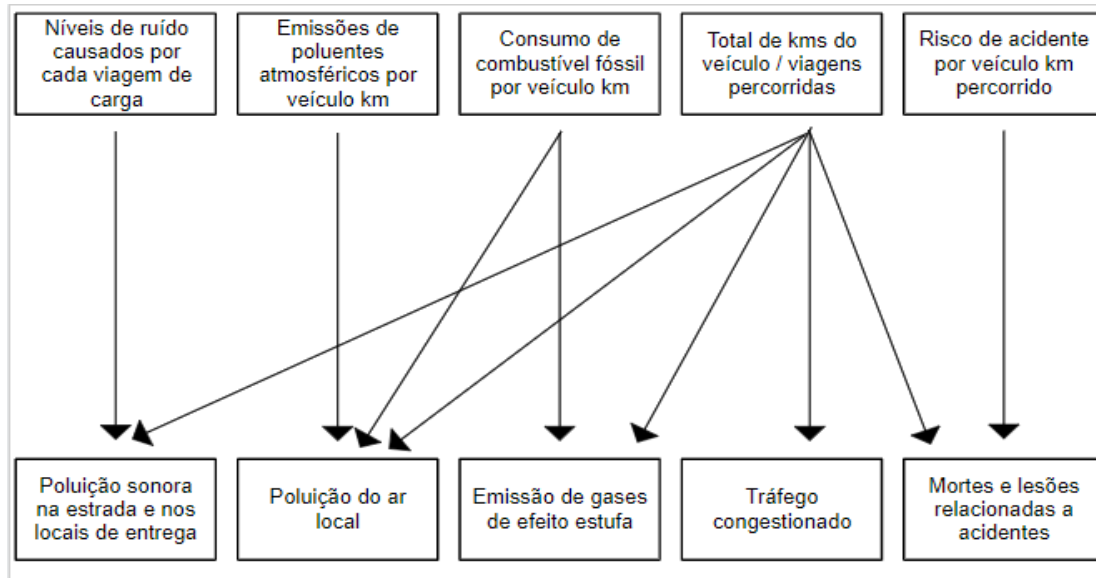 Níveis de ruído
causados por
cada viagem de
carga
Emissões de
poluentes
atmosféricos por
veículo km
Consumo de
combustível fóssil
por veículo km
Total de kms do
veículo / viagens
percorridas
Risco de acidente
por veículo km
percorrido
Poluição sonora
na estrada e nos
locais de entrega
Poluição do ar
local
Emissão de gases
de efeito estufa
Tráfego
congestionado
Mortes e lesões
relacionadas a
acidentes